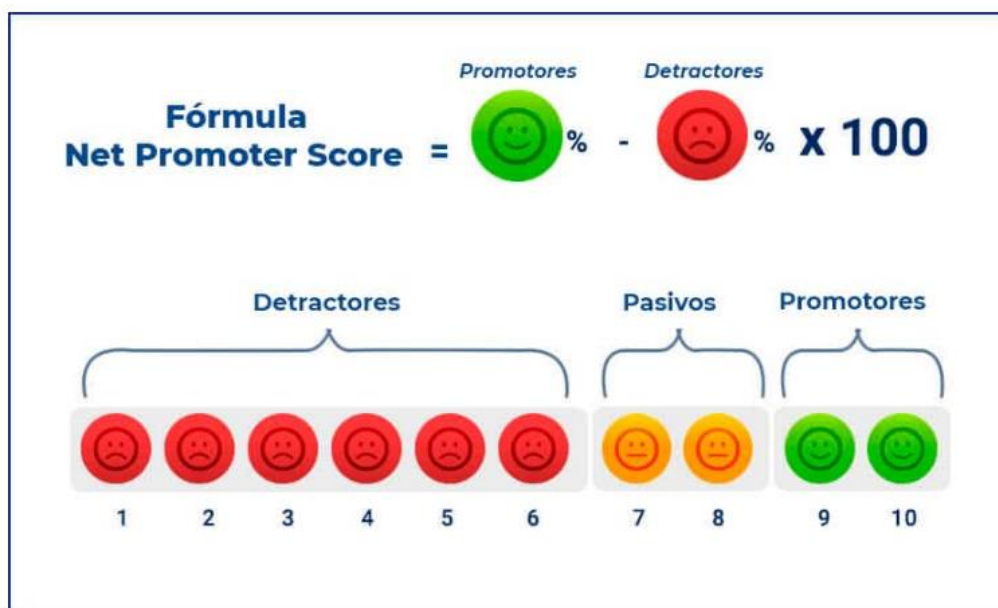 Promotores Detractores
Fórmula
Net Promoter Score = % - % x 100
Detractores Pasivos Promotores
1 2 3 4 5 6 7 8 9 10